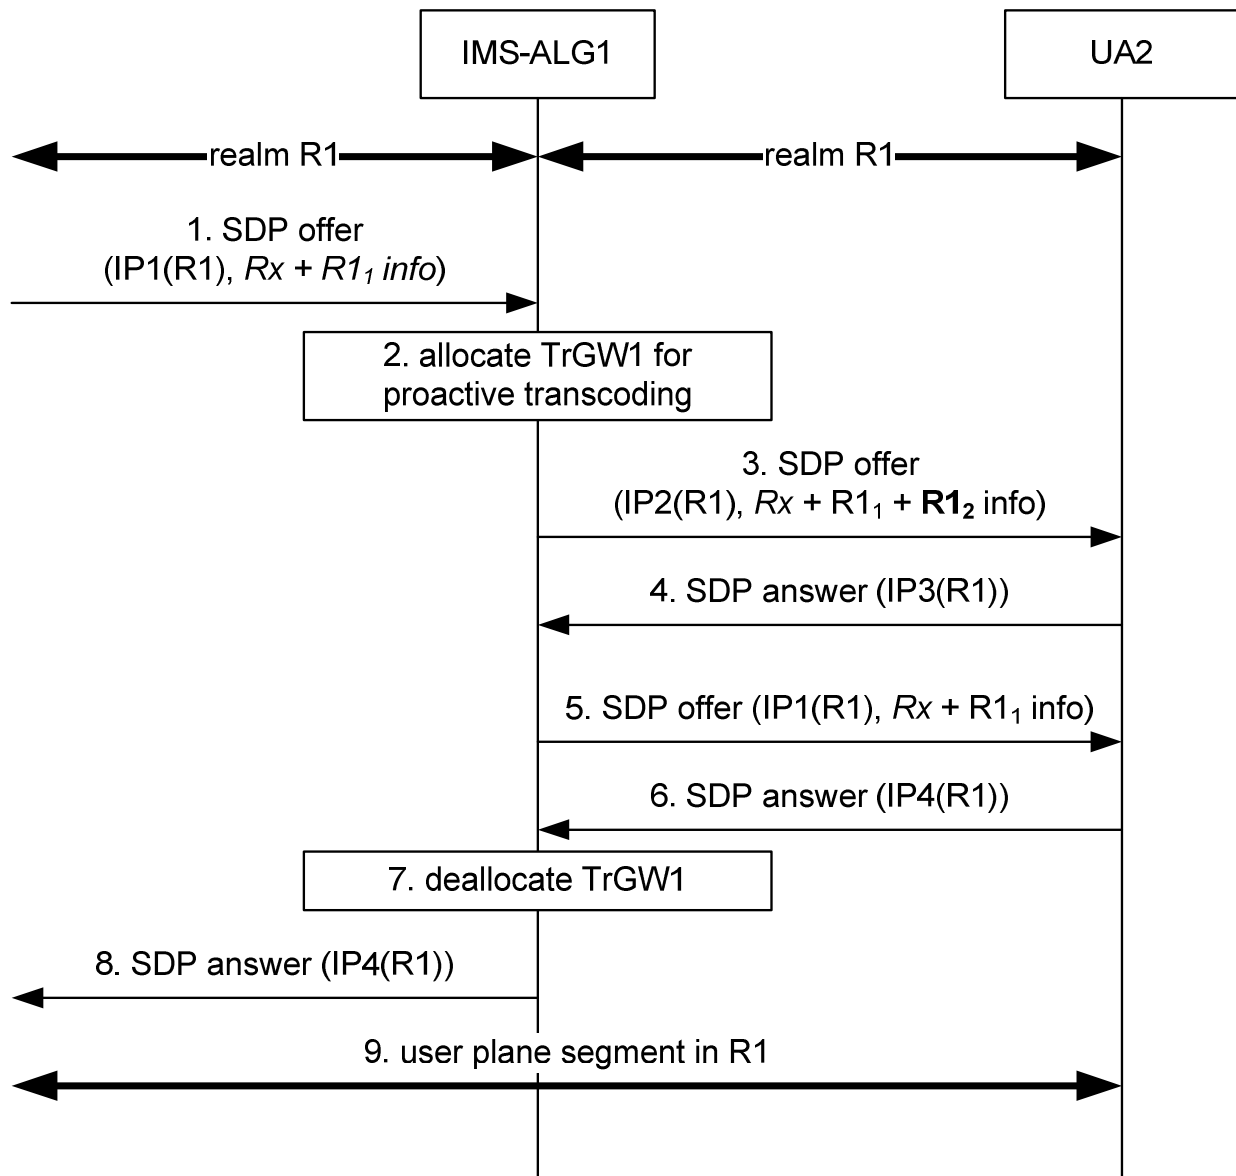 IMS-ALG1
UA2
realm R1
realm R1
1. SDP offer
(IP1(R1), Rx + R1₁ info)
2. allocate TrGW1 for
proactive transcoding
3. SDP offer
(IP2(R1), Rx + R1₁ + R1₂ info)
4. SDP answer (IP3(R1))
5. SDP offer (IP1(R1), Rx + R1₁ info)
6. SDP answer (IP4(R1))
7. deallocate TrGW1
8. SDP answer (IP4(R1))
9. user plane segment in R1